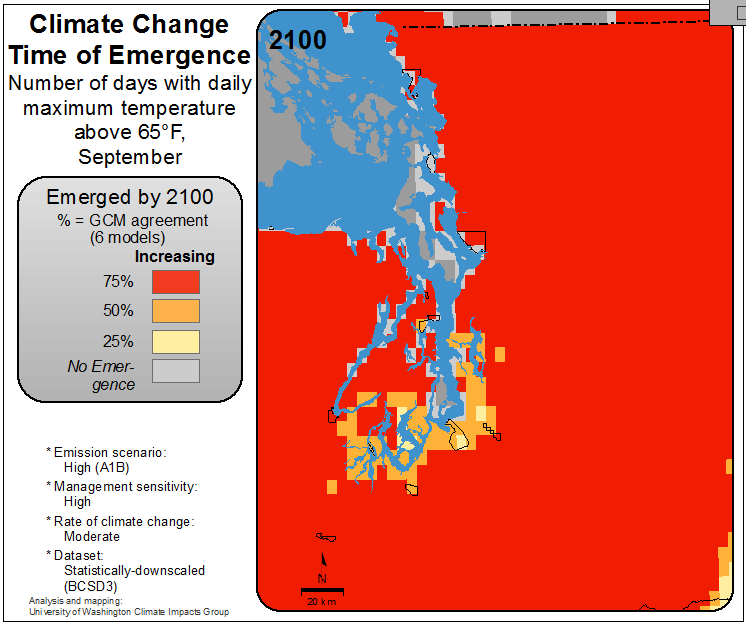 Climate Change
Time of Emergence
Number of days with daily
maximum temperature
above 65°F,
September
Emerged by 2100
% = GCM agreement
(6 models)
Increasing
75%
50%
25%
No Emer-
gence
* Emission scenario:
High (A1B)
* Management sensitivity:
High
* Rate of climate change:
Moderate
* Dataset:
Statistically-downscaled
(BCSD3)
Analysis and mapping:
University of Washington Climate Impacts Group
2100
N
20 km